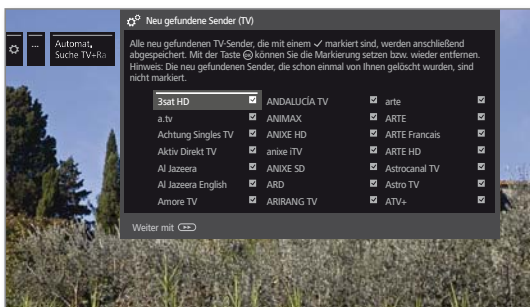 Neu gefundene Sender (TV)
...
Automat.
Suche TV+Ra
Alle neu gefundenen TV-Sender, die mit einem ✓ markiert sind, werden anschließend
abgespeichert. Mit der Taste OK können Sie die Markierung setzen bzw. wieder entfernen.
Hinweis: Die neu gefundenen Sender, die schon einmal von Ihnen gelöscht wurden, sind
nicht markiert.
3sat HD ANDALUCÍA TV arte
a.tv ANIMAX ARTE
Achtung Singles TV ANIXE HD ARTE Francais
Aktiv Direkt TV anixe iTV ARTE HD
Al Jazeera ANIXE SD Astrocanal TV
Al Jazeera English ARD Astro TV
Amore TV ARIRANG TV ATV+
Weiter mit